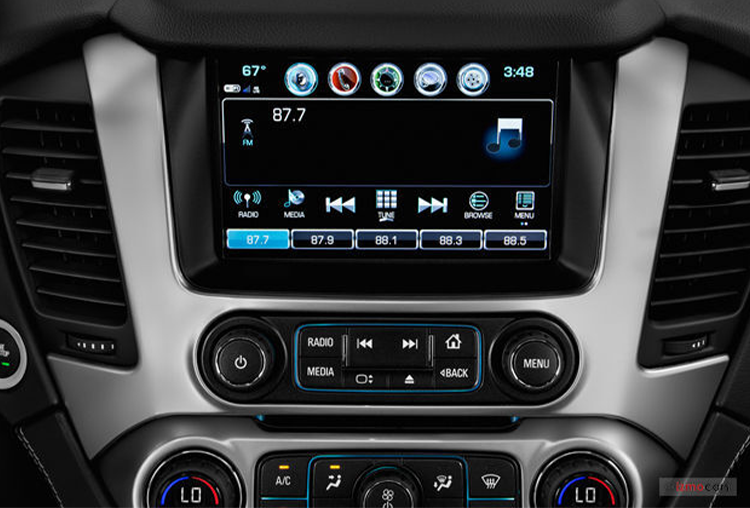 67° 3:48
87.7
FM
RADIO MEDIA TUNE BROWSE MENU
87.7 87.9 88.1 88.3 88.5
RADIO
MENU
MEDIA BACK
A/C
LO LO